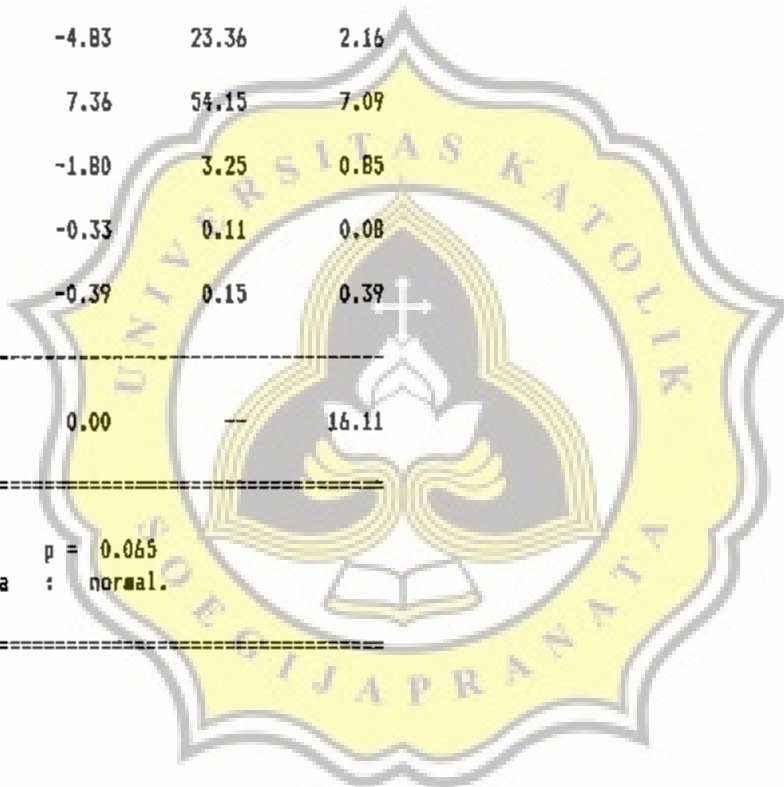 -4.83 23.36 2.16
7.36 54.15 7.09
-1.80 3.25 0.85
-0.33 0.11 0.08
-0.39 0.15 0.39
0.00 -- 16.11
p = 0.065
a : normal.
UNIVERSITAS KATOLIK
SOEGIJAPRANATA